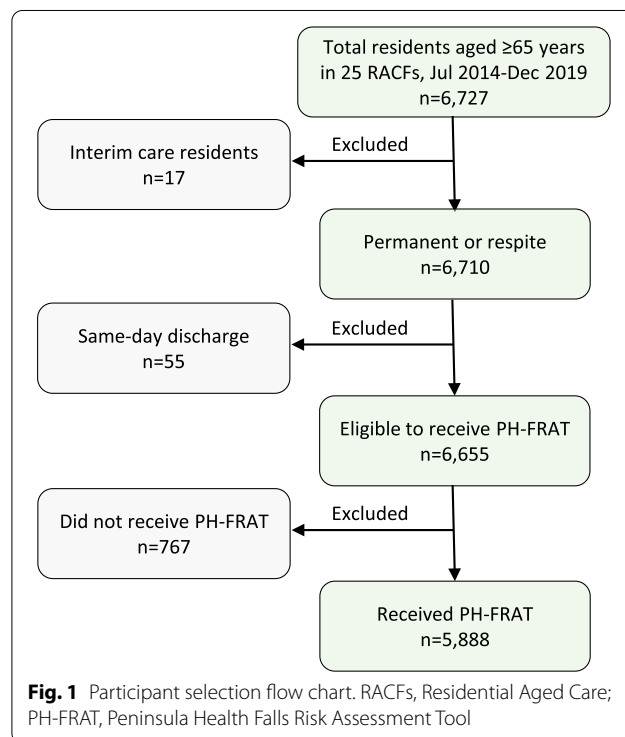 Total residents aged ≥65 years
in 25 RACFs, Jul 2014-Dec 2019
n=6,727
Excluded
Interim care residents
n=17
Permanent or respite
n=6,710
Excluded
Same-day discharge
n=55
Eligible to receive PH-FRAT
n=6,655
Excluded
Did not receive PH-FRAT
n=767
Received PH-FRAT
n=5,888
Fig. 1 Participant selection flow chart. RACFs, Residential Aged Care;
PH-FRAT, Peninsula Health Falls Risk Assessment Tool